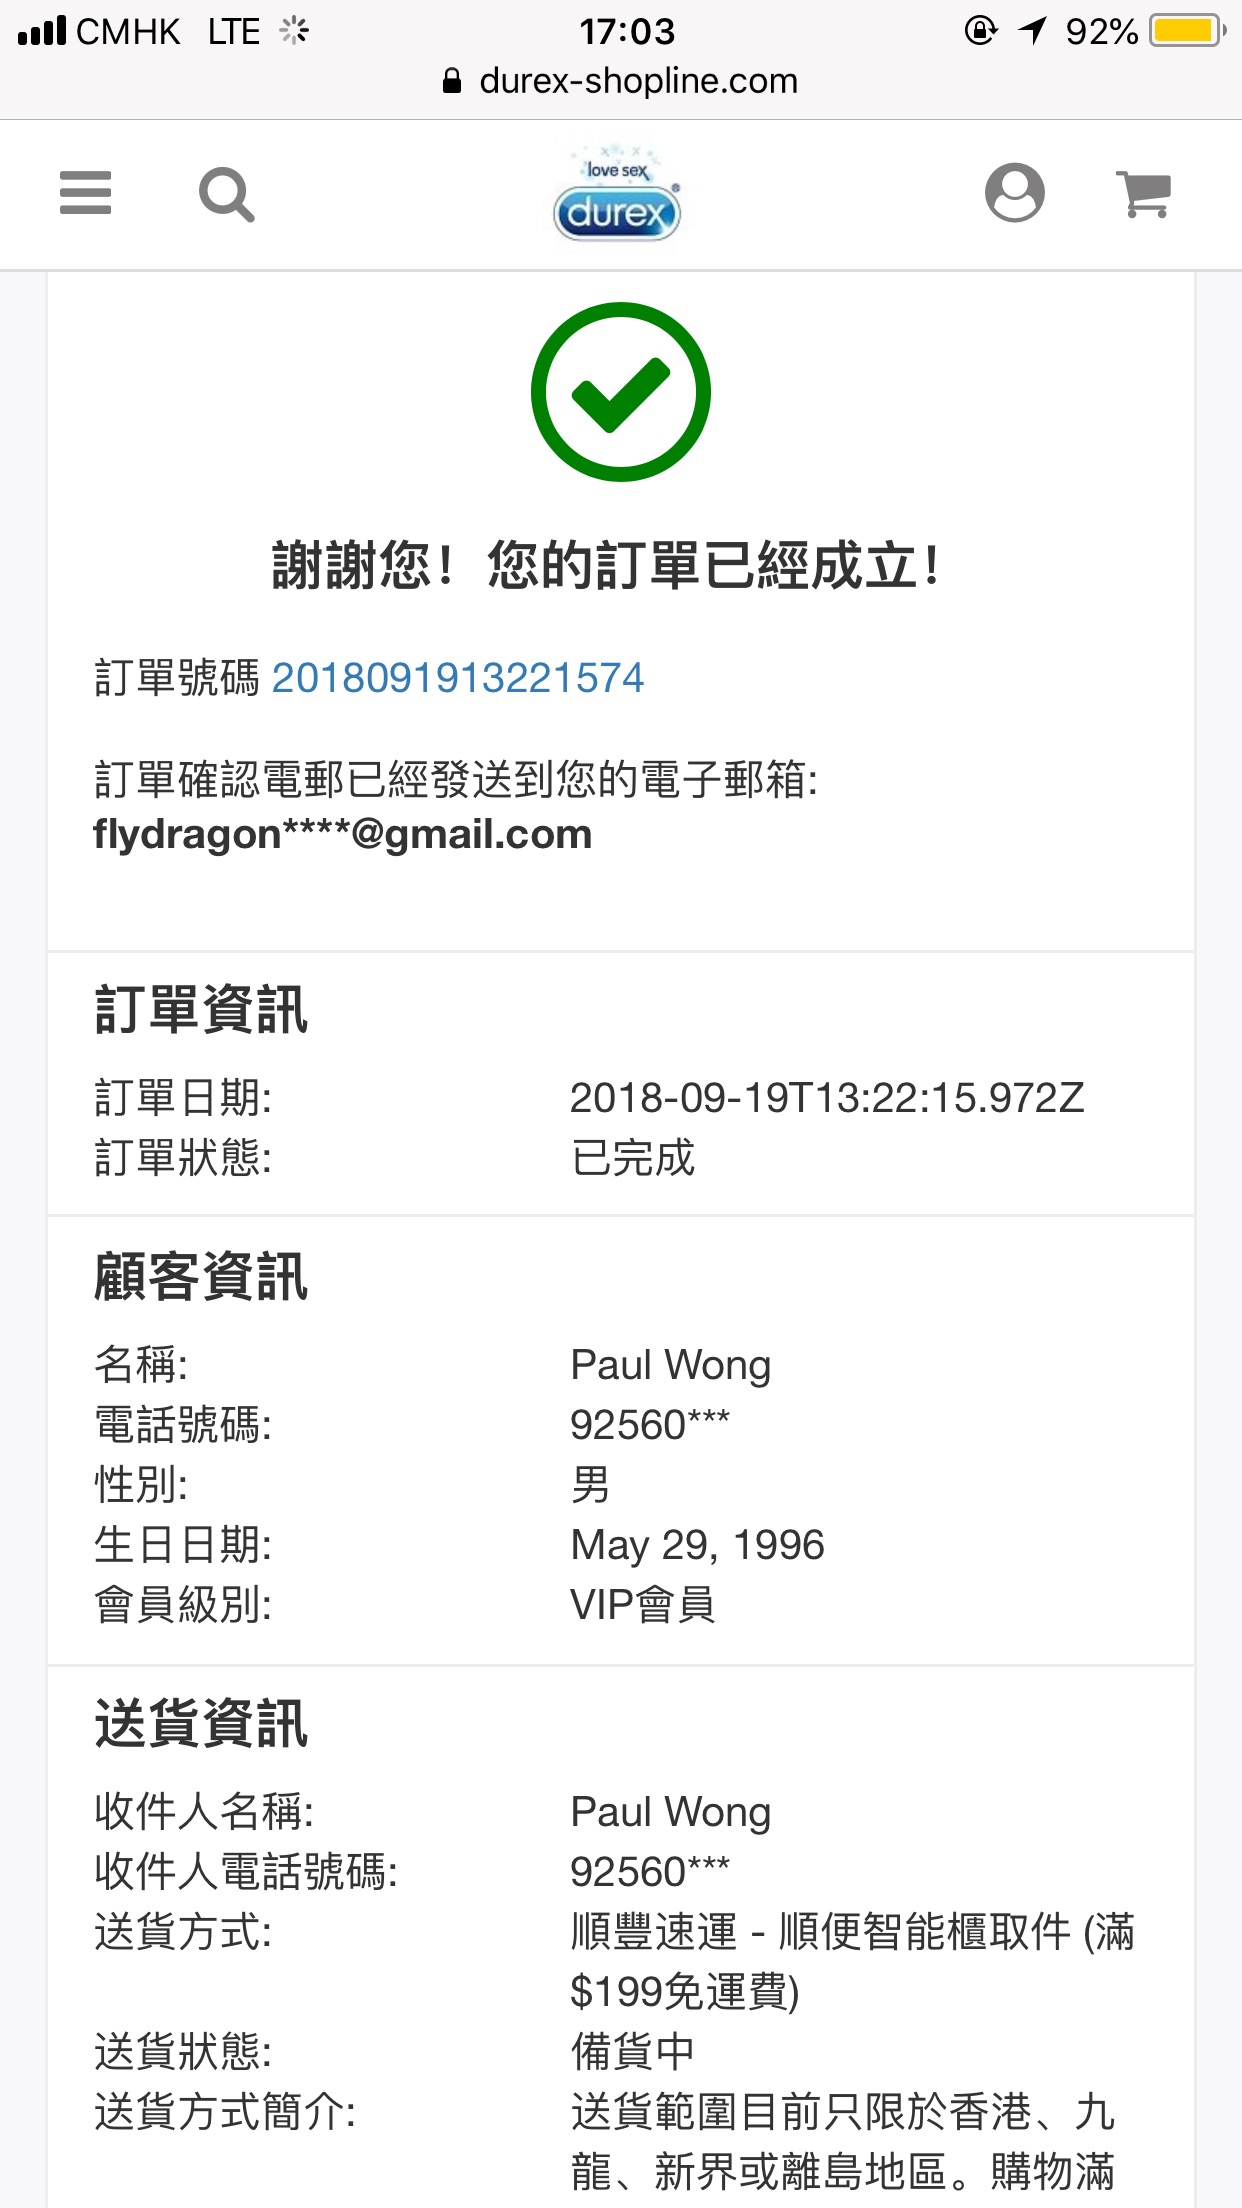 CMHK LTE 17:03 92%
durex-shopline.com
love sex
durex®
謝謝您！您的訂單已經成立！
訂單號碼 2018091913221574
訂單確認電郵已經發送到您的電子郵箱:
flydragon****@gmail.com
訂單資訊
訂單日期: 2018-09-19T13:22:15.972Z
訂單狀態: 已完成
顧客資訊
名稱: Paul Wong
電話號碼: 92560***
性別: 男
生日日期: May 29, 1996
會員級別: VIP會員
送貨資訊
收件人名稱: Paul Wong
收件人電話號碼: 92560***
送貨方式: 順豐速運 - 順便智能櫃取件 (滿
$199免運費)
送貨狀態: 備貨中
送貨方式簡介: 送貨範圍目前只限於香港、九
龍、新界或離島地區。購物滿